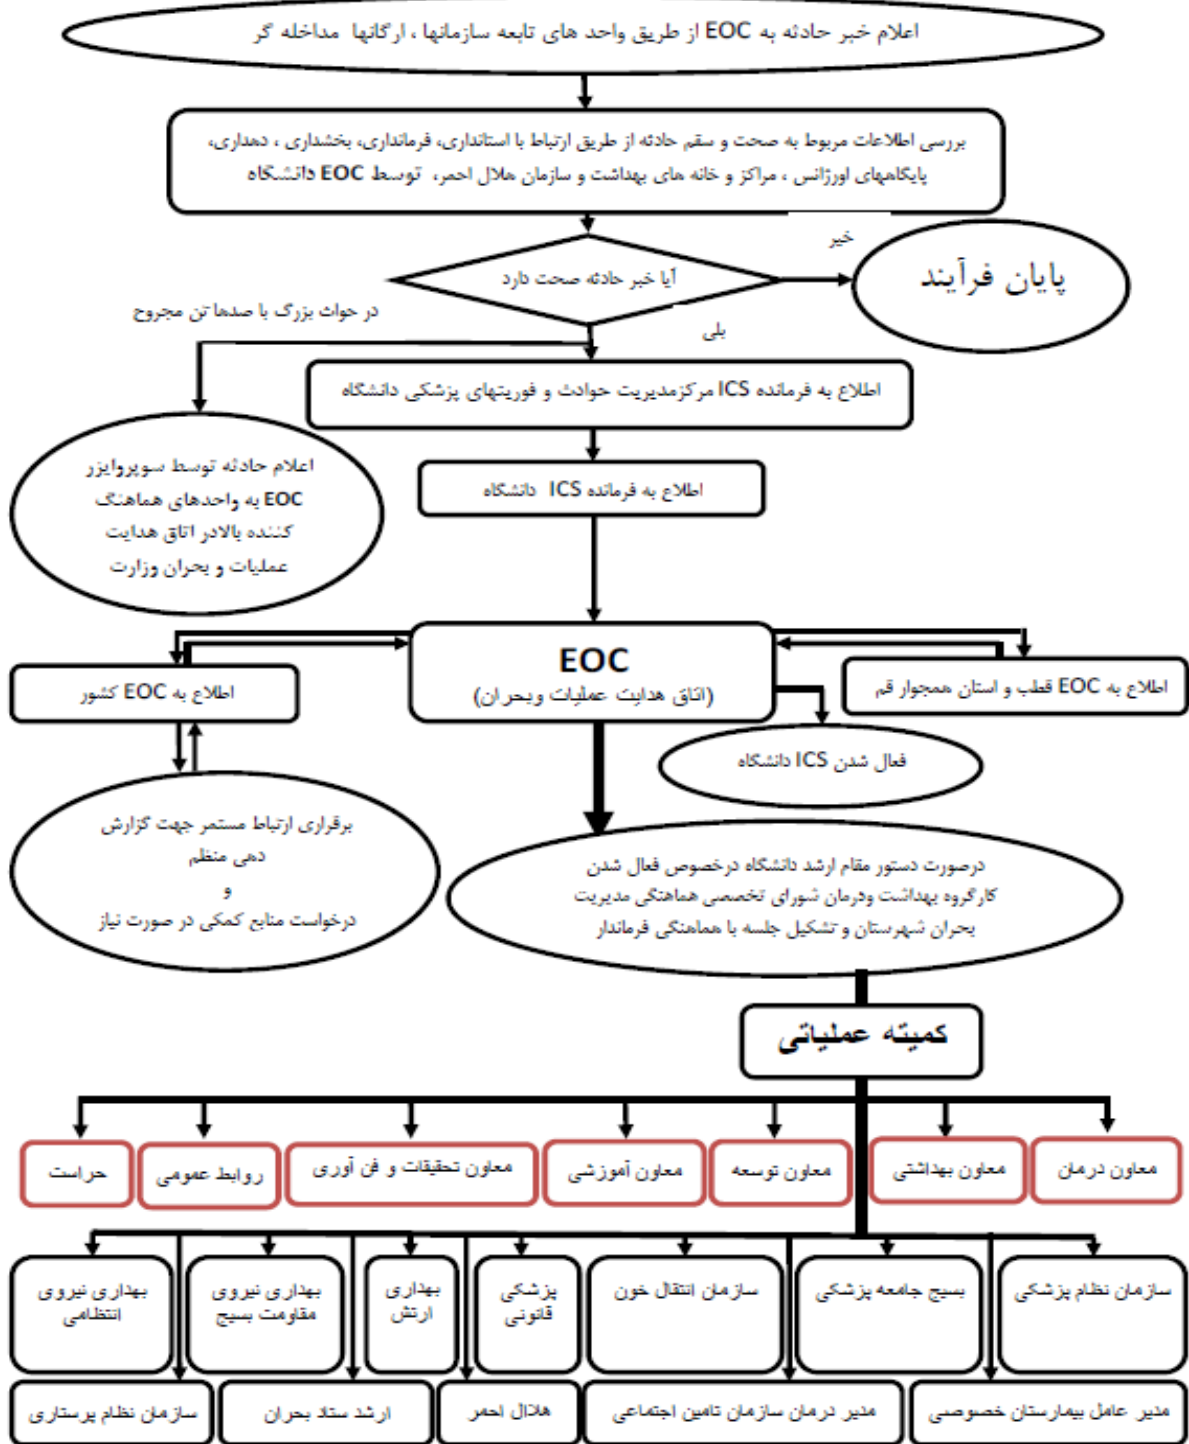 اعلام خبر حادثه به EOC از طریق واحد های تابعه سازمانها ، ارگانها مداخله گر
بررسی اطلاعات مربوط به صحت و سقم حادثه از طریق ارتباط با استانداری، فرمانداری، بخشداری ، دهداری،
پایگاههای اورژانس ، مراکز و خانه های بهداشت و سازمان هلال احمر، توسط EOC دانشگاه
آیا خبر حادثه صحت دارد
خیر
پایان فرآیند
در حواث بزرگ با صدها تن مجروح
بلی
اطلاع به فرمانده ICS مرکزمدیریت حوادث و فوریتهای پزشکی دانشگاه
اعلام حادثه توسط سوپروایزر
EOC به واحدهای هماهنگ
کننده بالادر اتاق هدایت
عملیات و بحران وزارت
اطلاع به فرمانده ICS دانشگاه
EOC
(اتاق هدایت عملیات وبحران)
اطلاع به EOC قطب و استان همجوار قم
اطلاع به EOC کشور
فعال شدن ICS دانشگاه
برقراری ارتباط مستمر جهت گزارش
دهی منظم
و
درخواست منابع کمکی در صورت نیاز
درصورت دستور مقام ارشد دانشگاه درخصوص فعال شدن
کارگروه بهداشت ودرمان شورای تخصصی هماهنگی مدیریت
بحران شهرستان و تشکیل جلسه با هماهنگی فرماندار
کمیته عملیاتی
معاون درمان
معاون بهداشتی
معاون توسعه
معاون آموزشی
معاون تحقیقات و فن آوری
روابط عمومی
حراست
سازمان نظام پزشکی
بسیج جامعه پزشکی
سازمان انتقال خون
پزشکی
قانونی
بهداری
ارتش
بهداری نیروی
مقاومت بسیج
بهداری نیروی
انتظامی
مدیر عامل بیمارستان خصوصی
مدیر درمان سازمان تامین اجتماعی
هلاال احمر
ارشد ستاد بحران
سازمان نظام پرستاری